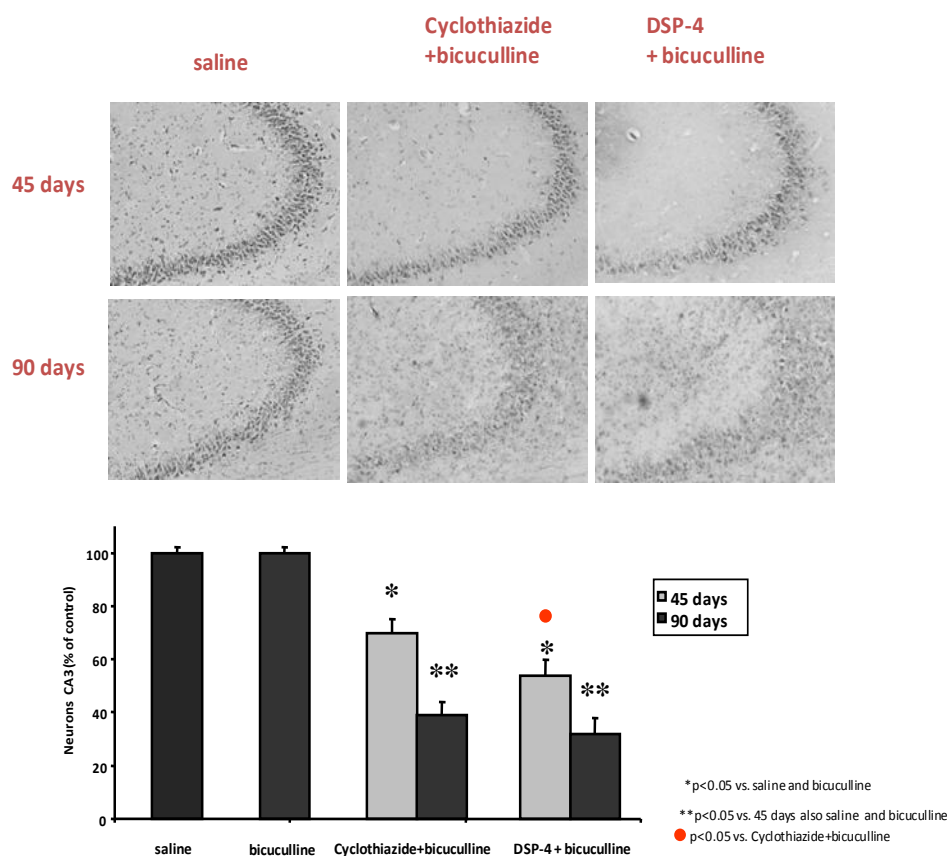 saline
Cyclothiazide
+bicuculline
DSP-4
+ bicuculline
45 days
90 days
Neurons CA3 (% of control)
100
80
60
40
20
0
*
**
*
**
45 days
90 days
saline
bicuculline
Cyclothiazide+bicuculline
DSP-4 + bicuculline
*p<0.05 vs. saline and bicuculline
**p<0.05 vs. 45 days also saline and bicuculline
p<0.05 vs. Cyclothiazide+bicuculline